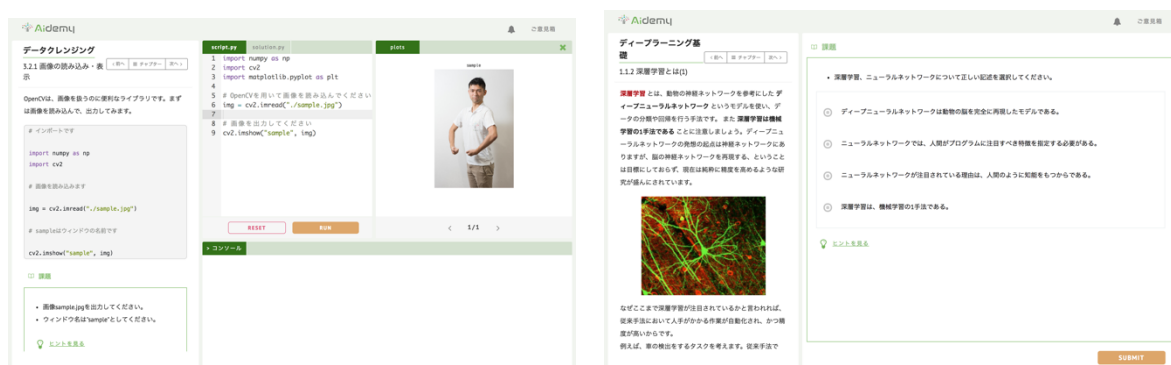 Aidemy
ご意見箱
データクレンジング
3.2.1 画像の読み込み・表
示
＜前へ
チャプター
次へ＞
OpenCVは、画像を扱うのに便利なライブラリです。まず
は画像を読み込んで、出力してみます。
# インポートです
import numpy as np
import cv2
# 画像を読み込みます
img = cv2.imread("./sample.jpg")
# sampleはウィンドウの名前です
cv2.imshow("sample", img)
課題
• 画像sample.jpgを出力してください。
• ウィンドウ名は"sample"としてください。
ヒントを見る
script.py
solution.py
1 import numpy as np
2 import cv2
3 import matplotlib.pyplot as plt
4
5 # OpenCVを用いて画像を読み込んでください
6 img = cv2.imread("./sample.jpg")
7
8 # 画像を出力してください
9 cv2.imshow("sample", img)
RESET
RUN
plots
sample
< 1/1 >
> コンソール
Aidemy
ご意見箱
ディープラーニング基
礎
＜前へ
チャプター
次へ＞
1.1.2 深層学習とは(1)
深層学習 とは、動物の神経ネットワークを参考にした デ
ィープニューラルネットワーク というモデルを使い、デ
ータの分類や回帰を行う手法です。 また 深層学習は機械
学習の1手法である ことに注意しましょう。ディープニュ
ーラルネットワークの発想の起点は神経ネットワークにあ
りますが、脳の神経ネットワークを再現する、ということ
は目標にしておらず、現在は純粋に精度を高めるような研
究が盛んにされています。
なぜここまで深層学習が注目されているかと言われれば、
従来手法において人手がかかる作業が自動化され、かつ精
度が高いからです。
例えば、車の検出をするタスクを考えます。従来手法で
課題
• 深層学習、ニューラルネットワークについて正しい記述を選択してください。
ディープニューラルネットワークは動物の脳を完全に再現したモデルである。
ニューラルネットワークでは、人間がプログラムに注目すべき特徴を指定する必要がある。
ニューラルネットワークが注目されている理由は、人間のように知能をもつからである。
深層学習は、機械学習の1手法である。
ヒントを見る
SUBMIT